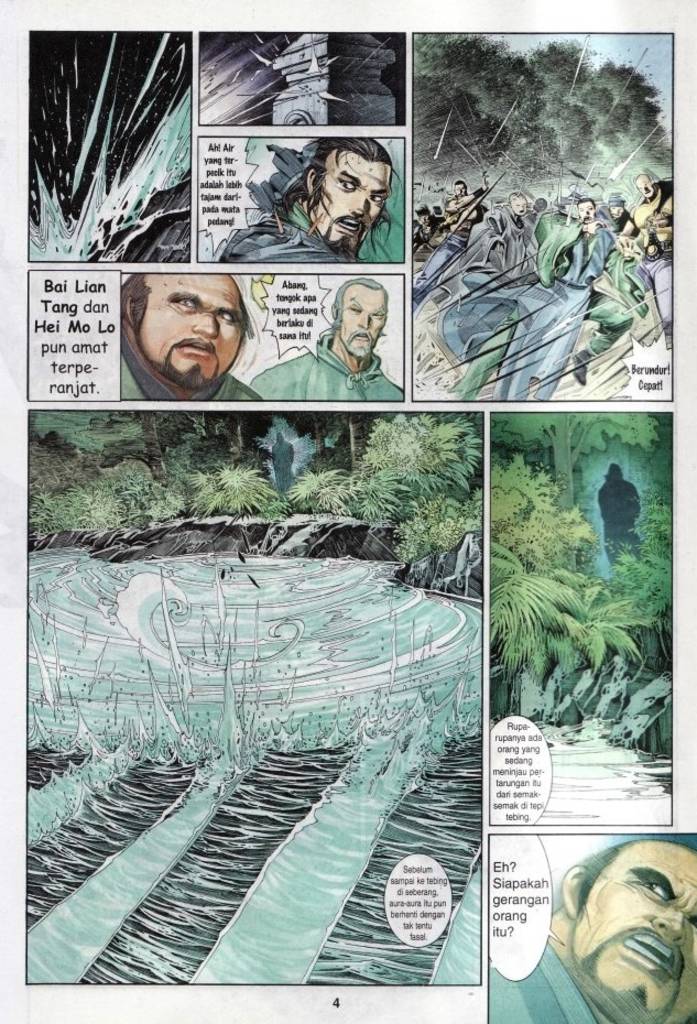 Ah! Air
yang ter-
pecik itu
adalah lebih
tajam dari-
pada mata
pedang!
Berundur!
Cepat!
Bai Lian
Tang dan
Hei Mo Lo
pun amat
terpe-
ranjat.
Abang,
tengok apa
yang sedang
berlaku di
sana itu!
Sebelum
sampai ke tebing
di seberang,
aura-aura itu pun
berhenti dengan
tak tentu
fasal.
Rupa-
rupanya ada
orang yang
sedang
meninjau per-
tarungan itu
dari semak-
semak di tepi
tebing.
Eh?
Siapakah
gerangan
orang
itu?
4